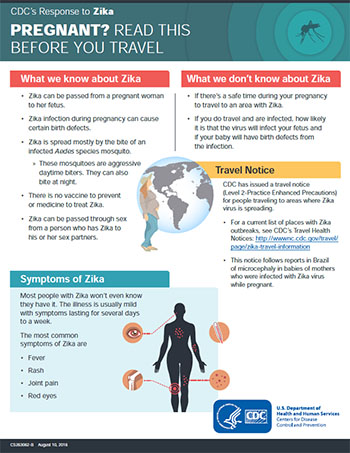 CDC's Response to Zika
PREGNANT? READ THIS
BEFORE YOU TRAVEL
What we know about Zika
• Zika can be passed from a pregnant woman
to her fetus.
• Zika infection during pregnancy can cause
certain birth defects.
• Zika is spread mostly by the bite of an
infected Aedes species mosquito.
» These mosquitoes are aggressive
daytime biters. They can also
bite at night.
• There is no vaccine to prevent
or medicine to treat Zika.
• Zika can be passed through sex
from a person who has Zika to
his or her sex partners.
What we don't know about Zika
• If there's a safe time during your pregnancy
to travel to an area with Zika.
• If you do travel and are infected, how likely
it is that the virus will infect your fetus and
if your baby will have birth defects from
the infection.
Travel Notice
CDC has issued a travel notice
(Level 2-Practice Enhanced Precautions)
for people traveling to areas where Zika
virus is spreading.
• For a current list of places with Zika
outbreaks, see CDC's Travel Health
Notices: http://wwwnc.cdc.gov/travel/
page/zika-travel-information
• This notice follows reports in Brazil
of microcephaly in babies of mothers
who were infected with Zika virus
while pregnant.
Symptoms of Zika
Most people with Zika won't even know
they have it. The illness is usually mild
with symptoms lasting for several days
to a week.
The most common
symptoms of Zika are
• Fever
• Rash
• Joint pain
• Red eyes
CDC
U.S. Department of
Health and Human Services
Centers for Disease
Control and Prevention
CS263062-B August 10, 2016